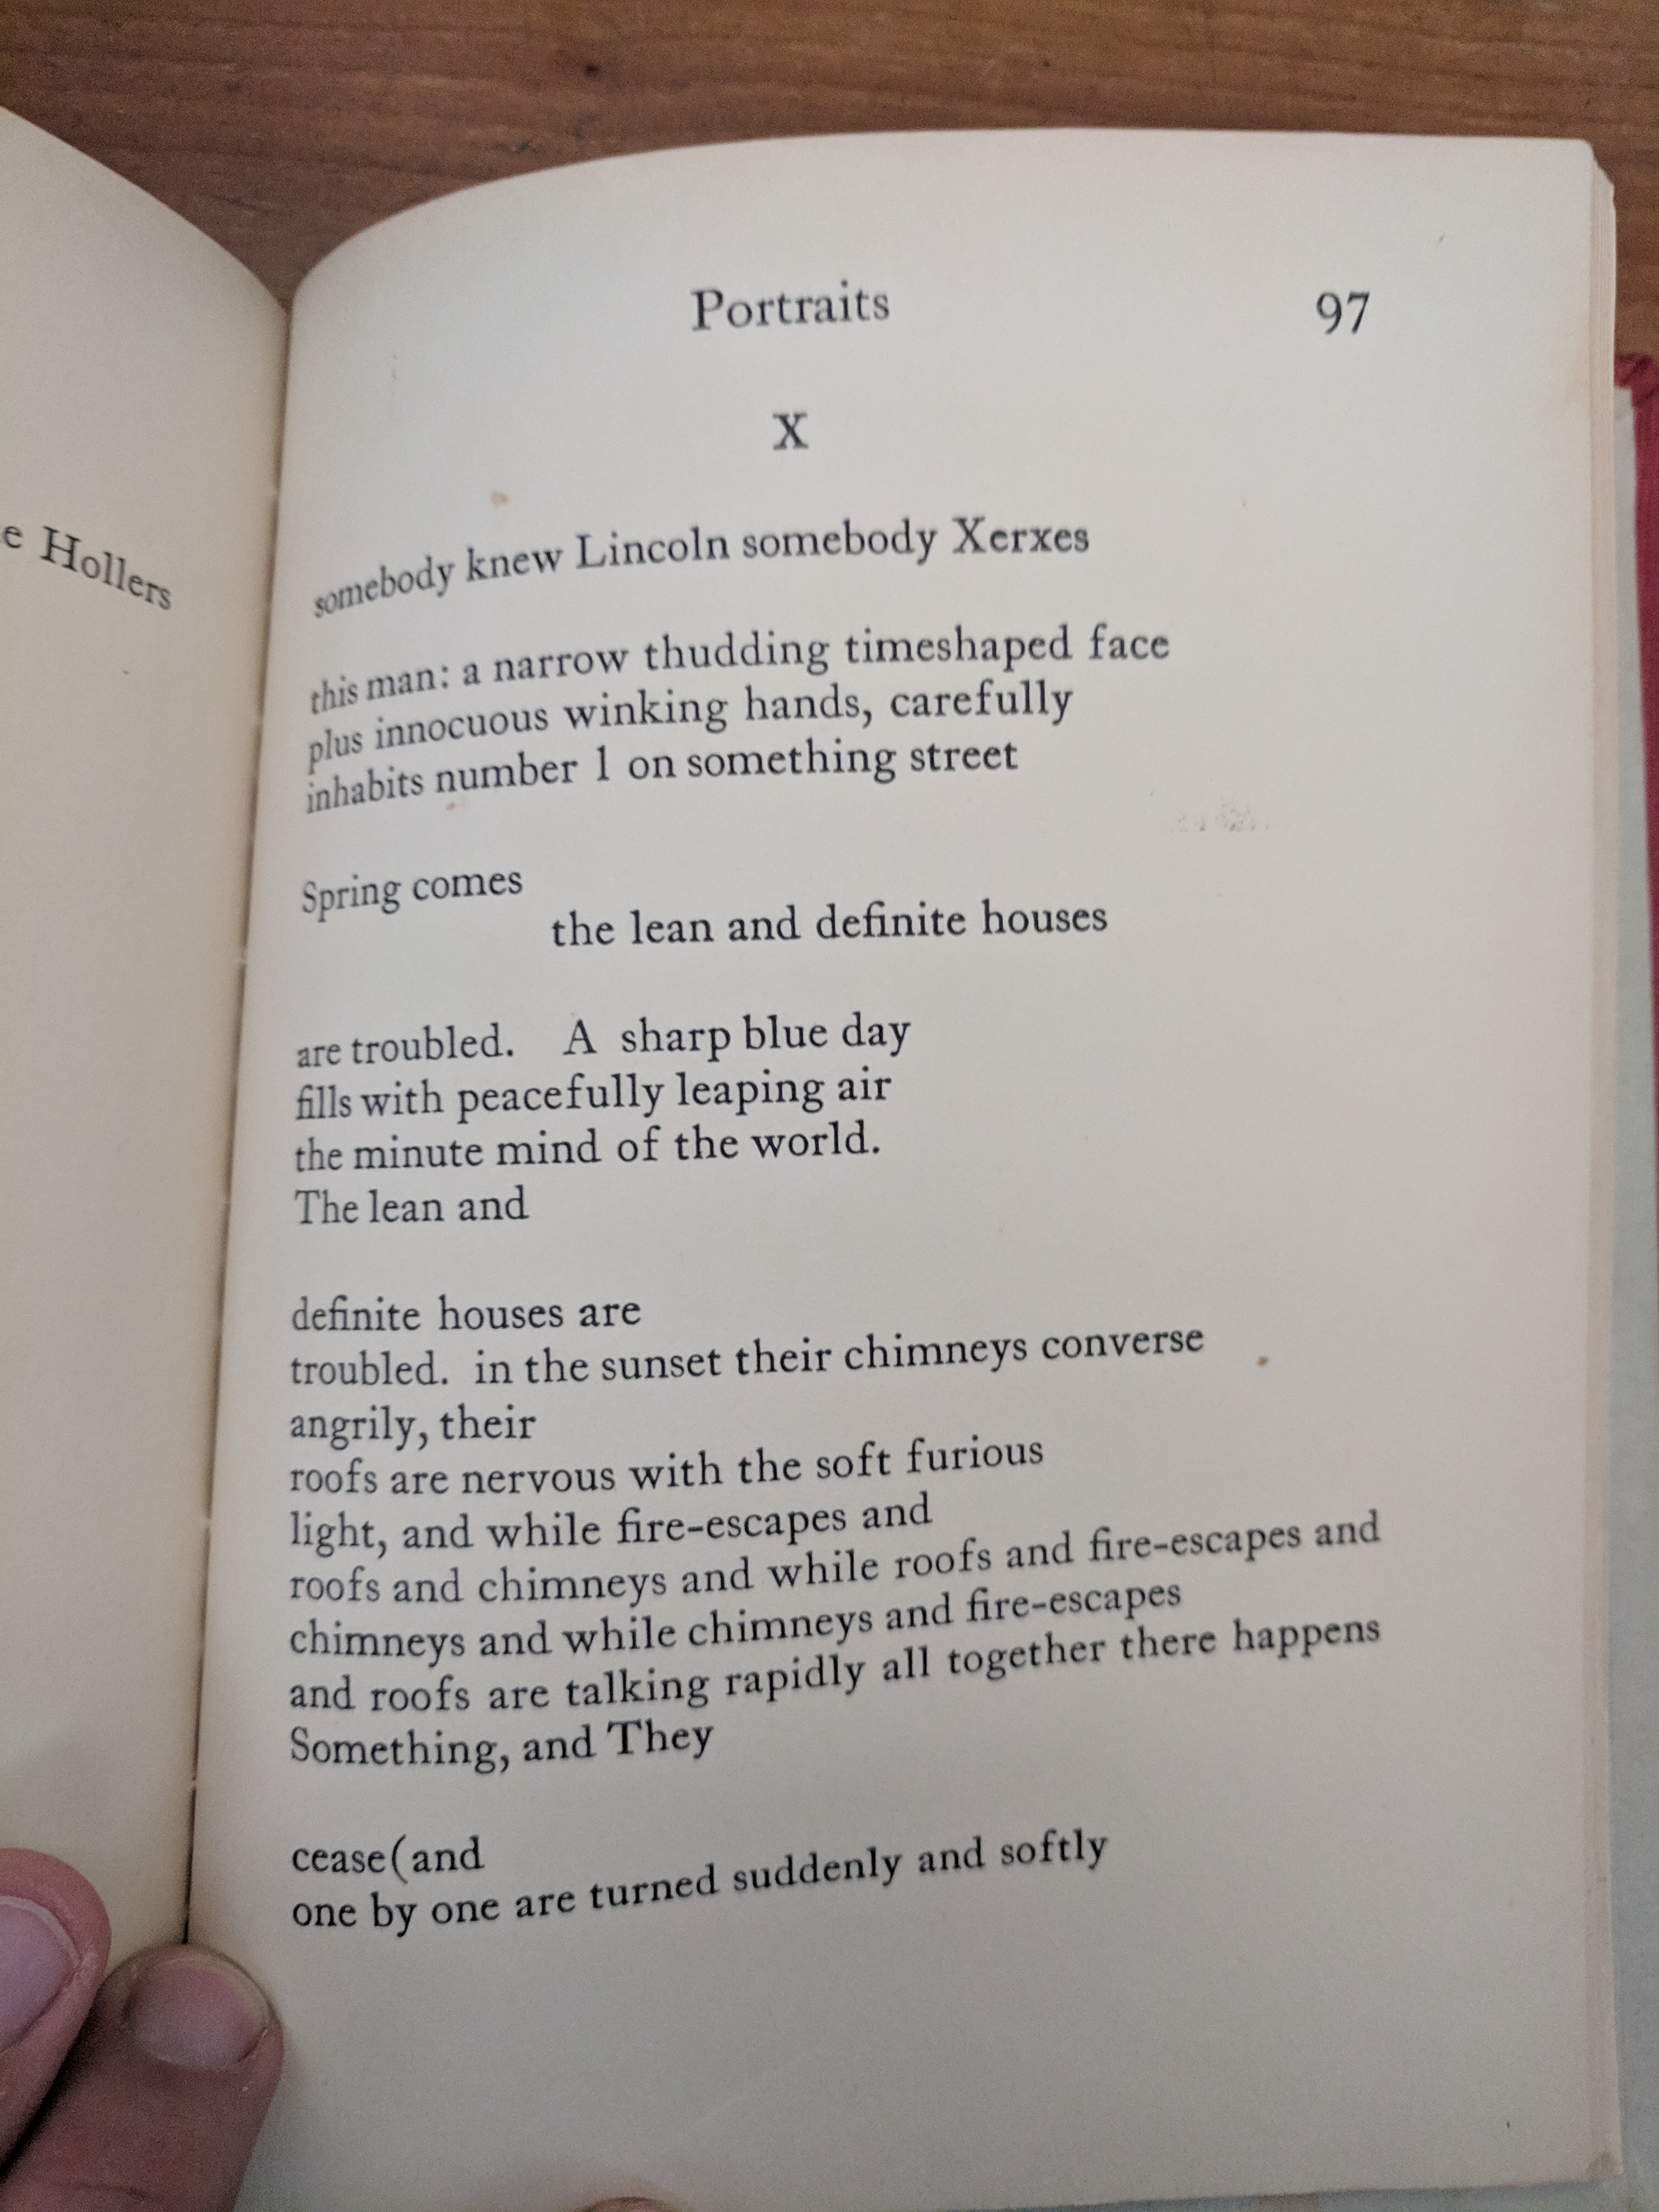 Hollers
Portraits 97
X
somebody knew Lincoln somebody Xerxes
this man: a narrow thudding timeshaped face
plus innocuous winking hands, carefully
inhabits number 1 on something street
Spring comes
the lean and definite houses
are troubled. A sharp blue day
fills with peacefully leaping air
the minute mind of the world.
The lean and
definite houses are
troubled. in the sunset their chimneys converse
angrily, their
roofs are nervous with the soft furious
light, and while fire-escapes and
roofs and chimneys and while roofs and fire-escapes and
chimneys and while chimneys and fire-escapes
and roofs are talking rapidly all together there happens
Something, and They
cease(and
one by one are turned suddenly and softly